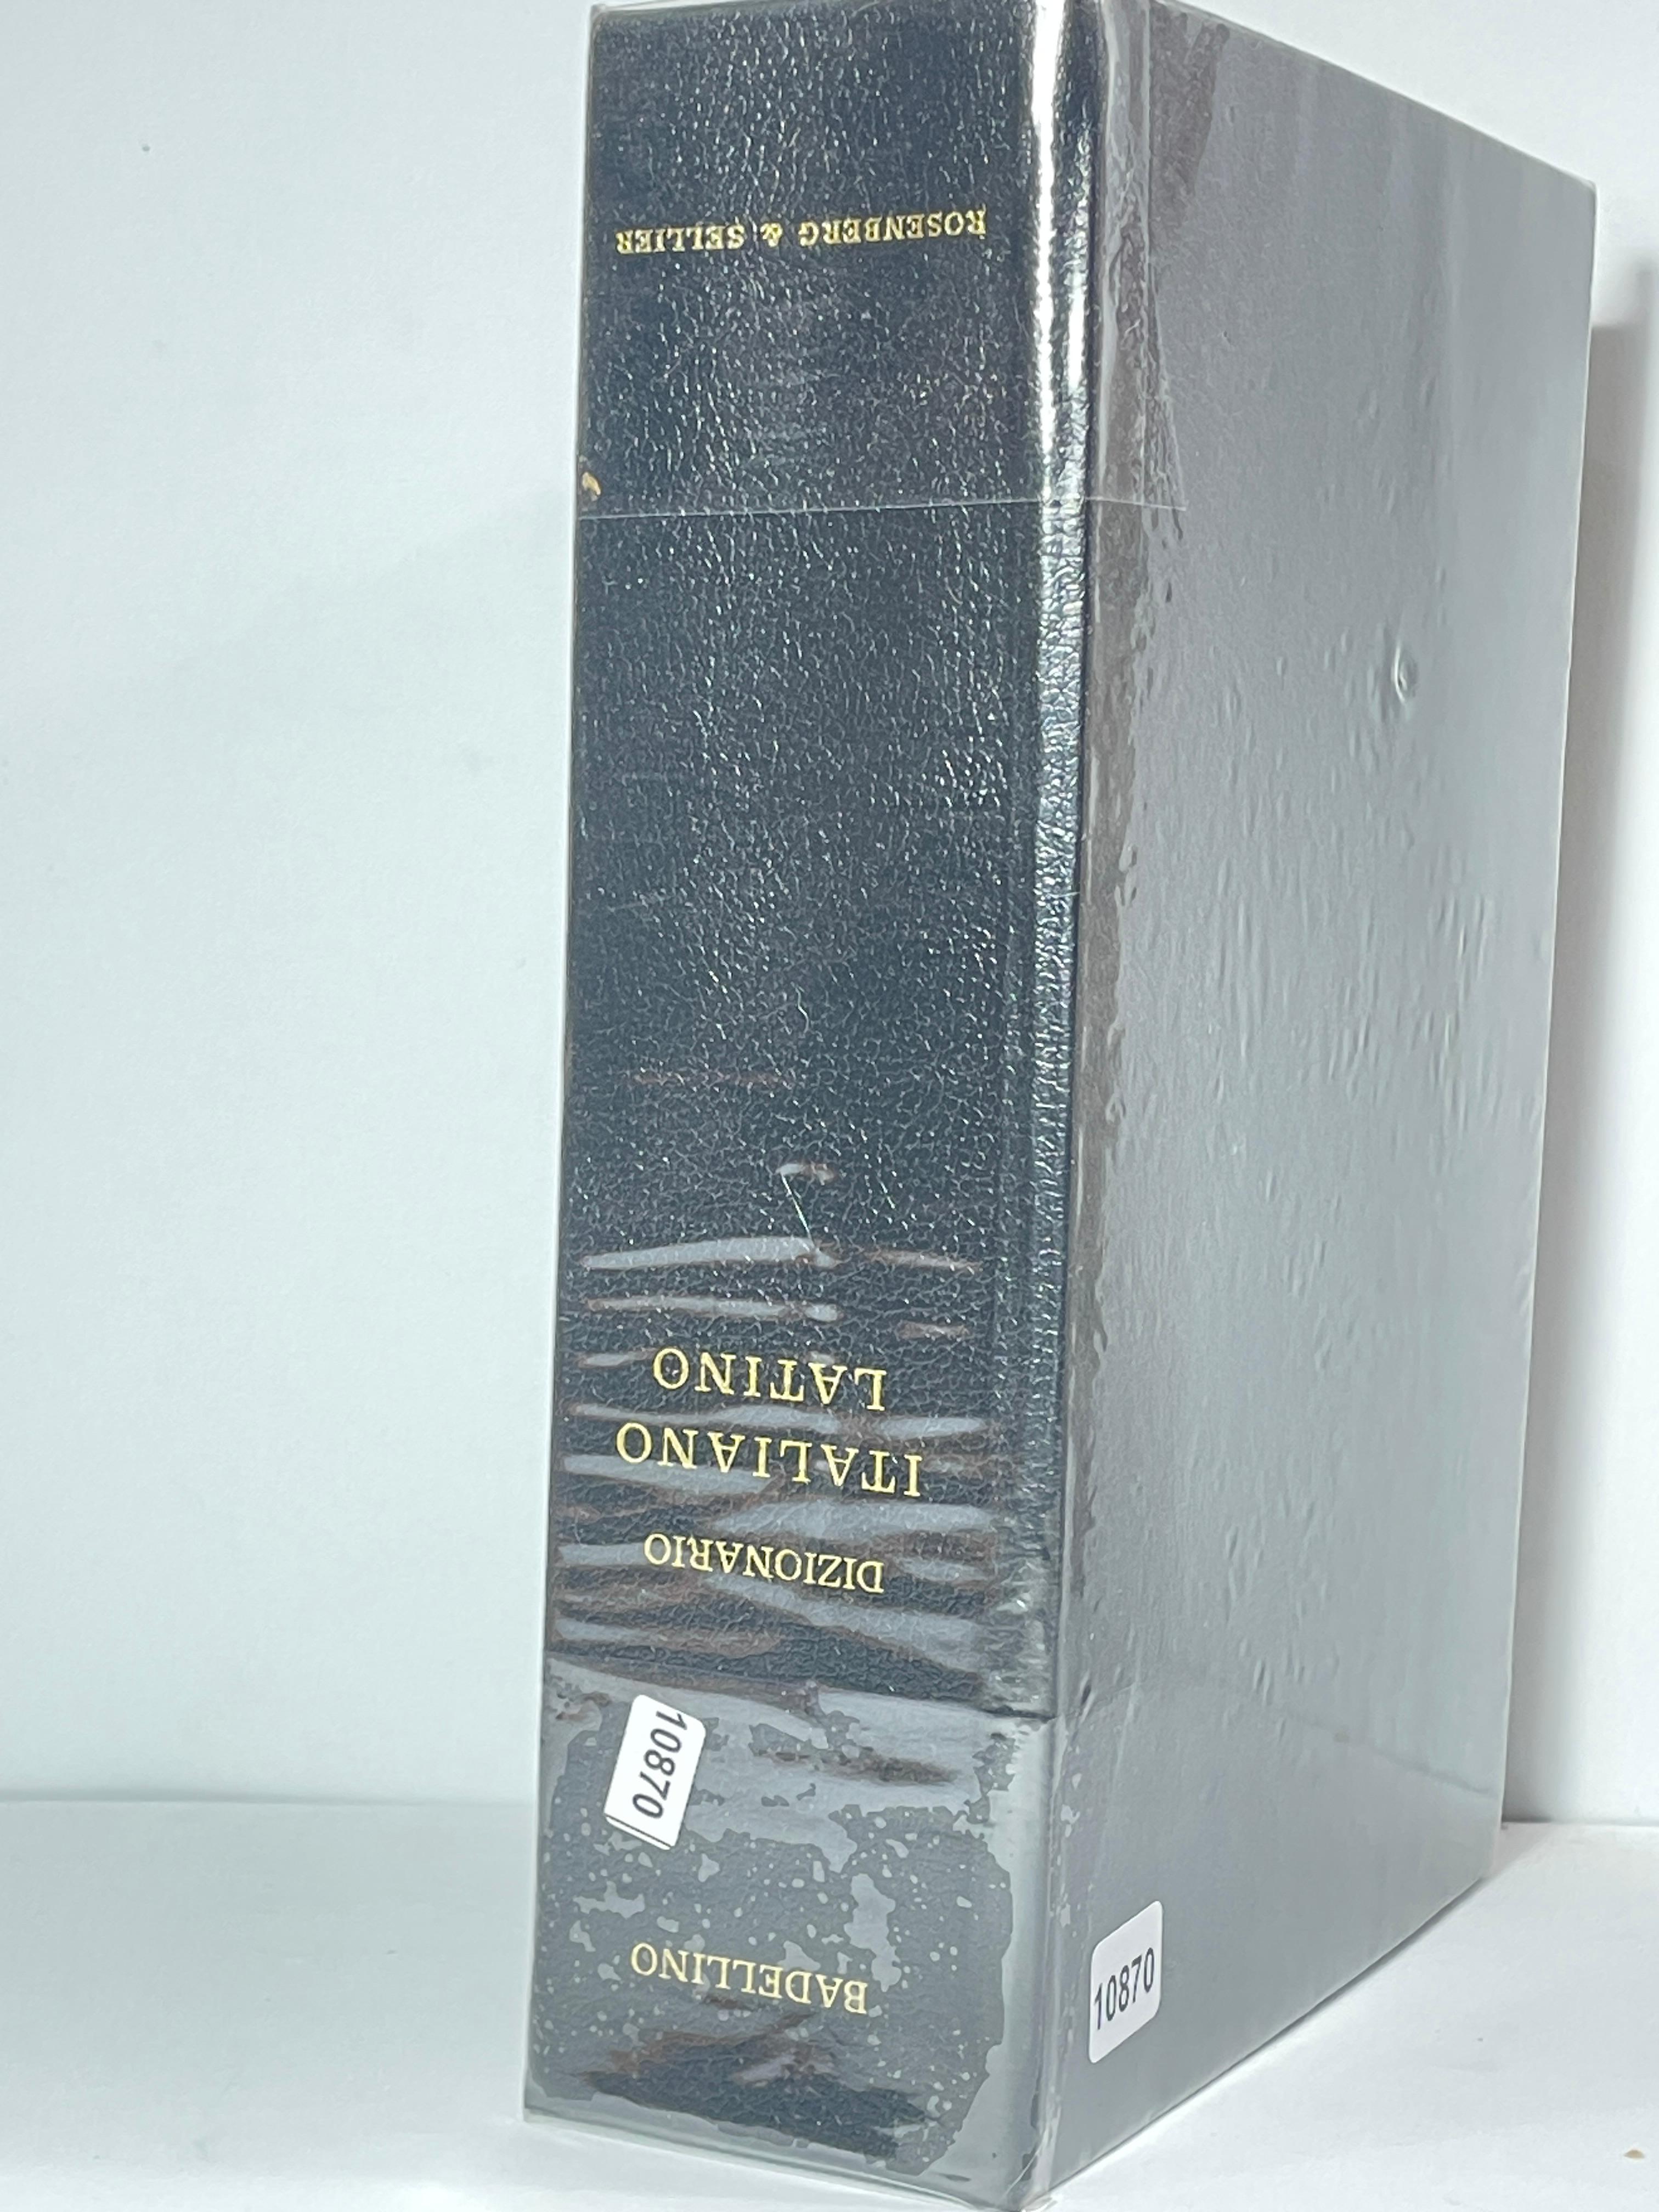 BADELLINO
10870
DIZIONARIO
ITALIANO
LATINO
ROSENBERG & SELLIER
10870